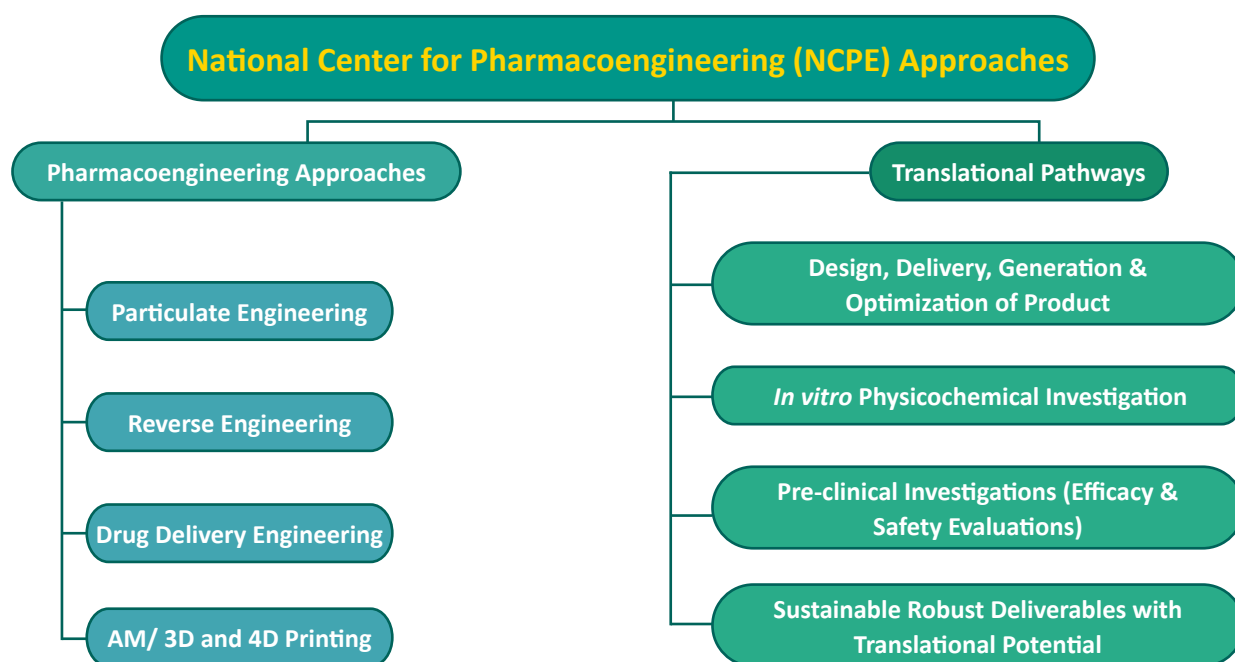 National Center for Pharmacoengineering (NCPE) Approaches
Pharmacoengineering Approaches
Particulate Engineering
Reverse Engineering
Drug Delivery Engineering
AM/ 3D and 4D Printing
Translational Pathways
Design, Delivery, Generation &
Optimization of Product
In vitro Physicochemical Investigation
Pre-clinical Investigations (Efficacy &
Safety Evaluations)
Sustainable Robust Deliverables with
Translational Potential